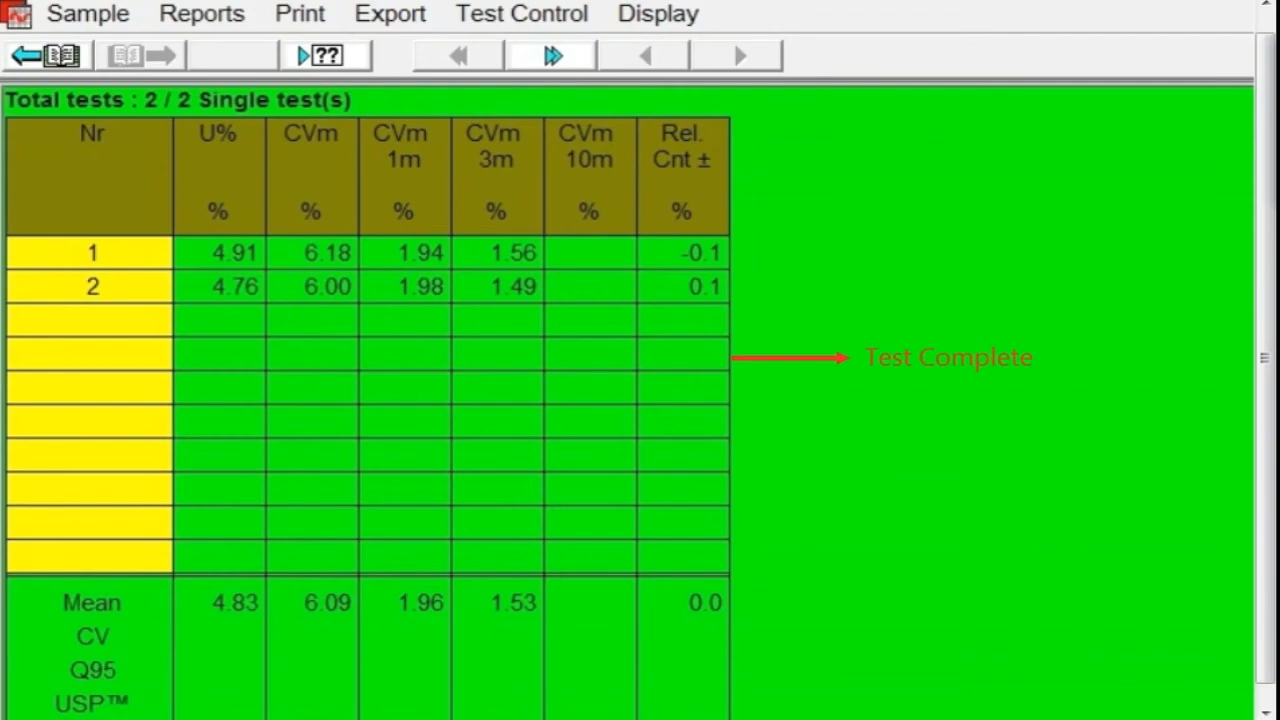 Sample Reports Print Export Test Control Display
??
Total tests : 2 / 2 Single test(s)
Nr U% CVm CVm CVm CVm Rel.
1m 3m 10m Cnt ±
% % % % % %
1 4.91 6.18 1.94 1.56 -0.1
2 4.76 6.00 1.98 1.49 0.1
Test Complete
Mean 4.83 6.09 1.96 1.53 0.0
CV
Q95
USP™